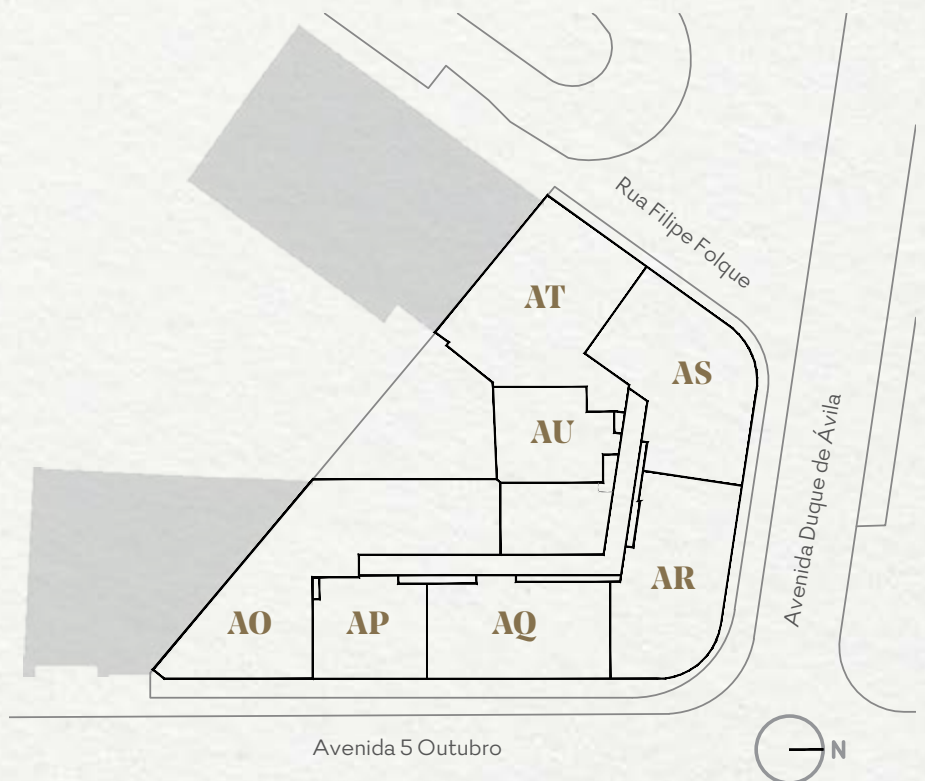 Rua Filipe Folque
AT
AS
AU
Avenida Duque de Ávila
AR
AO
AP
AQ
Avenida 5 Outubro
N